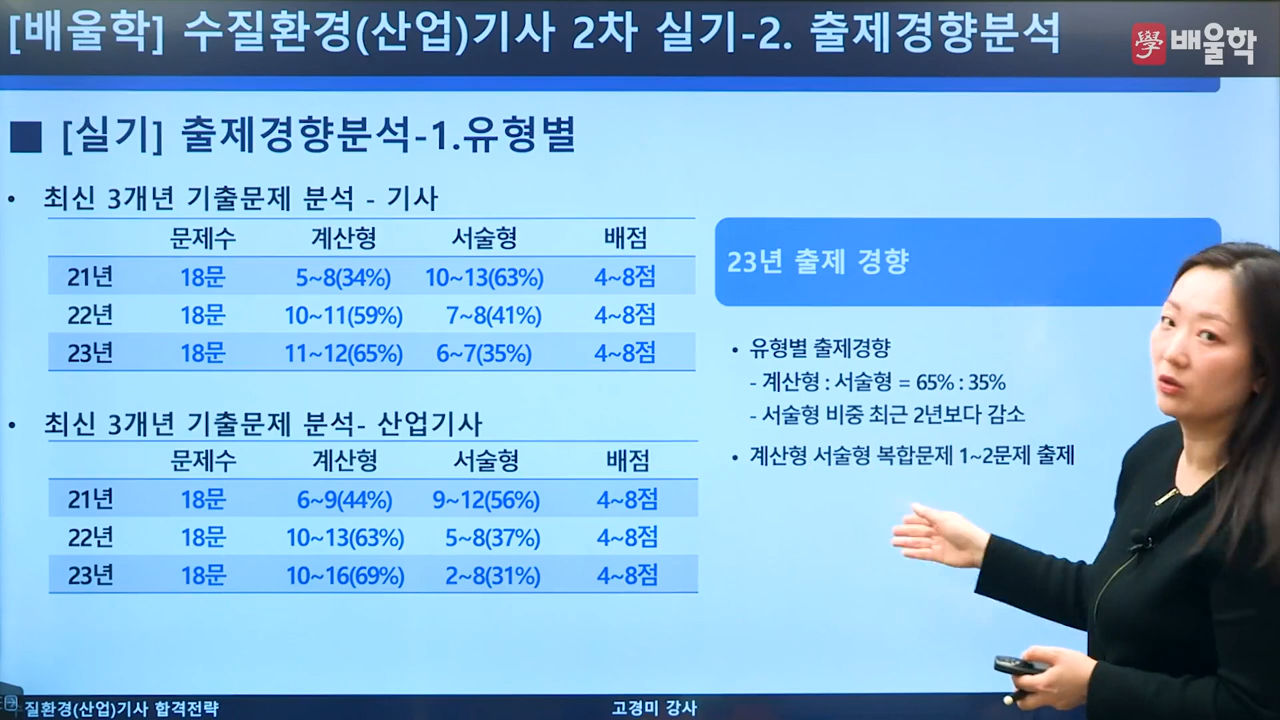 [배울학] 수질환경(산업)기사 2차 실기-2. 출제경향분석
學 배울학
■ [실기] 출제경향분석-1.유형별
• 최신 3개년 기출문제 분석 - 기사
문제수 계산형 서술형 배점
21년 18문 5~8(34%) 10~13(63%) 4~8점
22년 18문 10~11(59%) 7~8(41%) 4~8점
23년 18문 11~12(65%) 6~7(35%) 4~8점
• 최신 3개년 기출문제 분석- 산업기사
문제수 계산형 서술형 배점
21년 18문 6~9(44%) 9~12(56%) 4~8점
22년 18문 10~13(63%) 5~8(37%) 4~8점
23년 18문 10~16(69%) 2~8(31%) 4~8점
23년 출제 경향
• 유형별 출제경향
- 계산형 : 서술형 = 65% : 35%
- 서술형 비중 최근 2년보다 감소
• 계산형 서술형 복합문제 1~2문제 출제
질환경(산업)기사 합격전략
고경미 강사